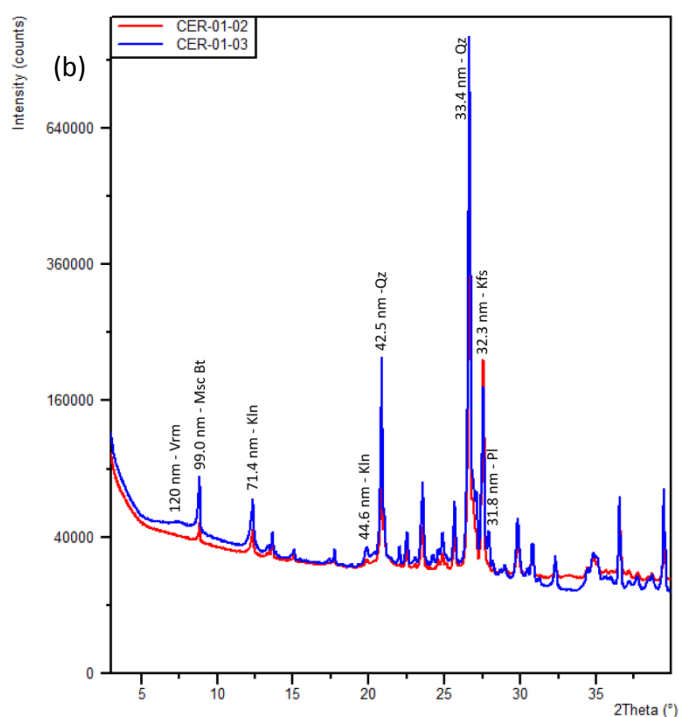 CER-01-02
CER-01-03
(b)
Intensity (counts)
640000
360000
160000
40000
0
120 nm - Vrm
99.0 nm - Msc Bt
71.4 nm - Kln
44.6 nm - Kln
42.5 nm -Qz
33.4 nm - Qz
32.3 nm - Kfs
31.8 nm - Pl
5
10
15
20
25
30
35
2Theta (°)